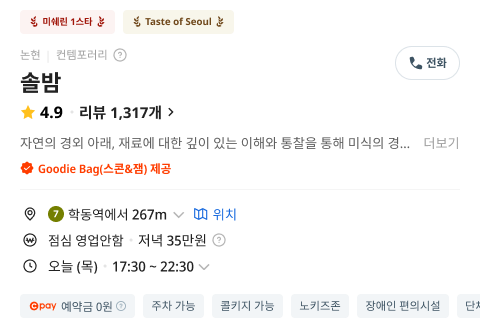 미쉐린 1스타 Taste of Seoul
논현 컨템포러리 ?
전화
솔밤
4.9 · 리뷰 1,317개
자연의 경외 아래, 재료에 대한 깊이 있는 이해와 통찰을 통해 미식의 경... 더보기
Goodie Bag(스콘&잼) 제공
7 학동역에서 267m 위치
₩ 점심 영업안함 · 저녁 35만원 ?
오늘 (목) · 17:30 ~ 22:30
Cpay 예약금 0원 ? 주차 가능 콜키지 가능 노키즈존 장애인 편의시설